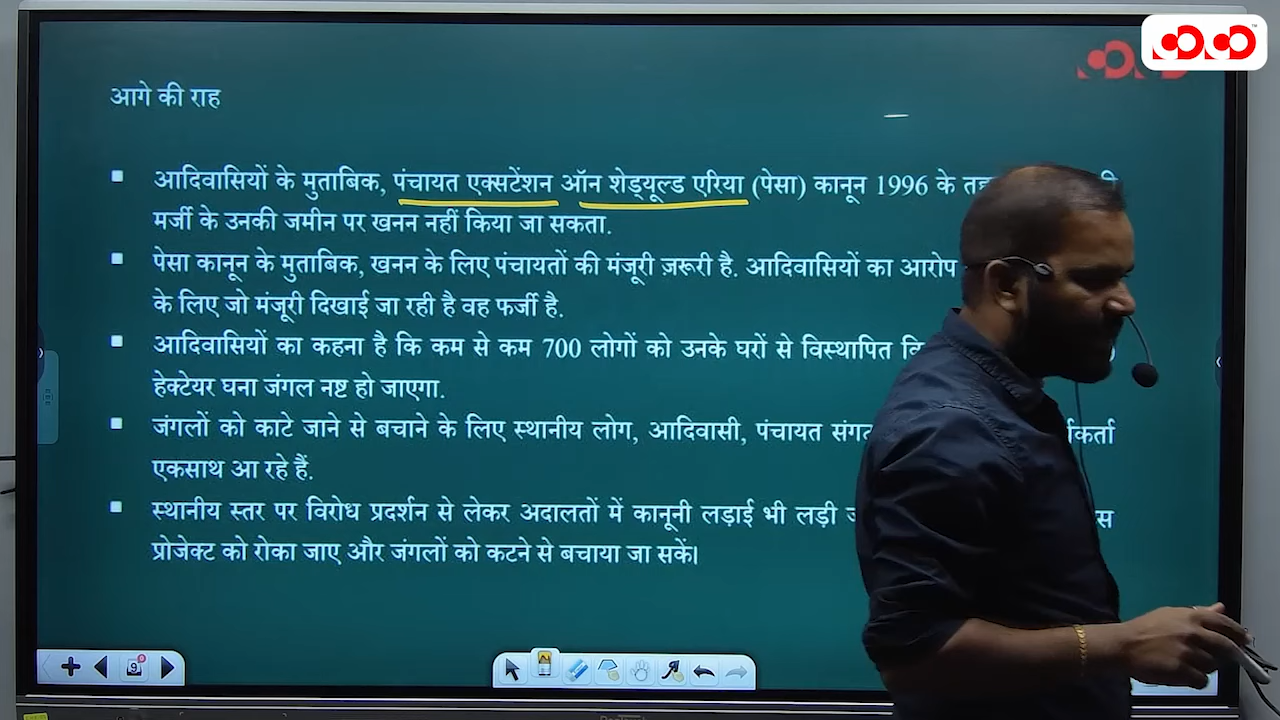 आगे की राह
आदिवासियों के मुताबिक, पंचायत एक्सटेंशन ऑन शेड्यूल्ड एरिया (पेसा) कानून 1996 के
मर्जी के उनकी जमीन पर खनन नहीं किया जा सकता.
पेसा कानून के मुताबिक, खनन के लिए पंचायतों की मंजूरी ज़रूरी है. आदिवासियों का आरोप
के लिए जो मंजूरी दिखाई जा रही है वह फर्जी है.
आदिवासियों का कहना है कि कम से कम 700 लोगों को उनके घरों से विस्थापित
हेक्टेयर घना जंगल नष्ट हो जाएगा.
जंगलों को काटे जाने से बचाने के लिए स्थानीय लोग, आदिवासी, पंचायत
एकसाथ आ रहे हैं.
स्थानीय स्तर पर विरोध प्रदर्शन से लेकर अदालतों में कानूनी लड़ाई भी लड़ी
प्रोजेक्ट को रोका जाए और जंगलों को कटने से बचाया जा सकें।
9